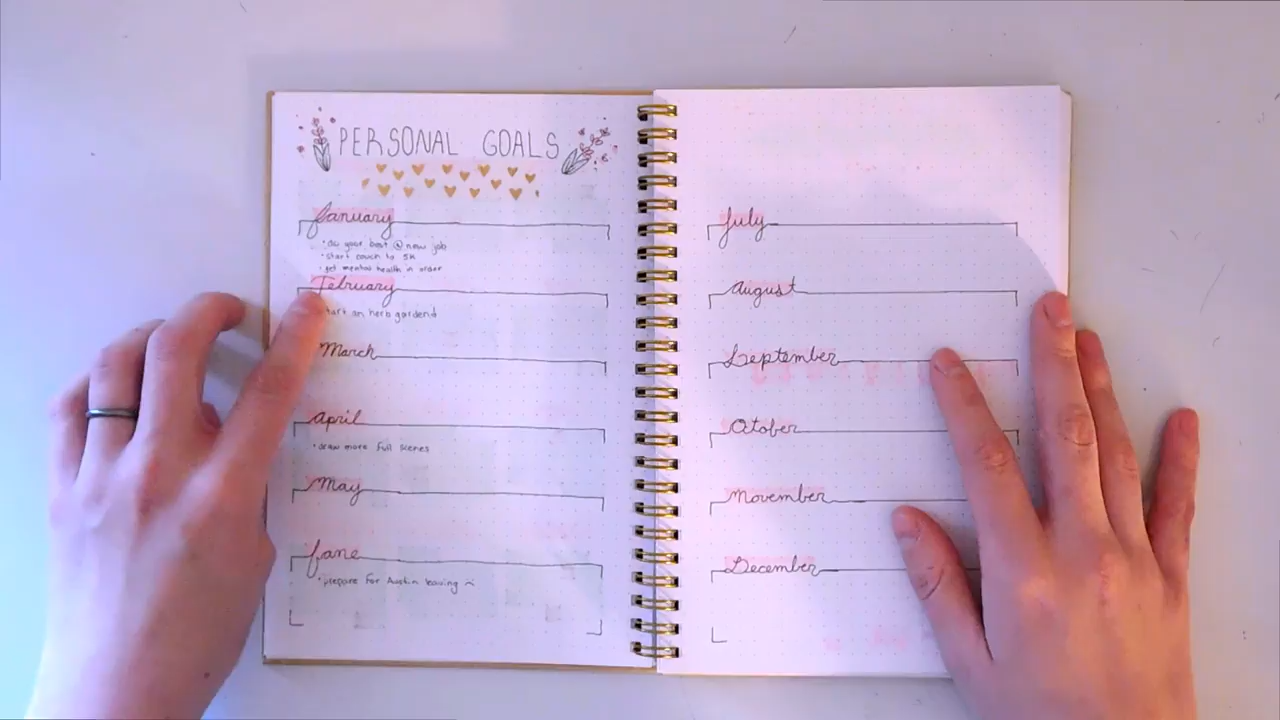 PERSONAL GOALS
January
• do your best @ new job
• start couch to 5K
• get mental health in order
February
start an herb garden
March
April
• draw more full scenes
May
June
• prepare for Austin leaving
July
August
September
Otober
November
December